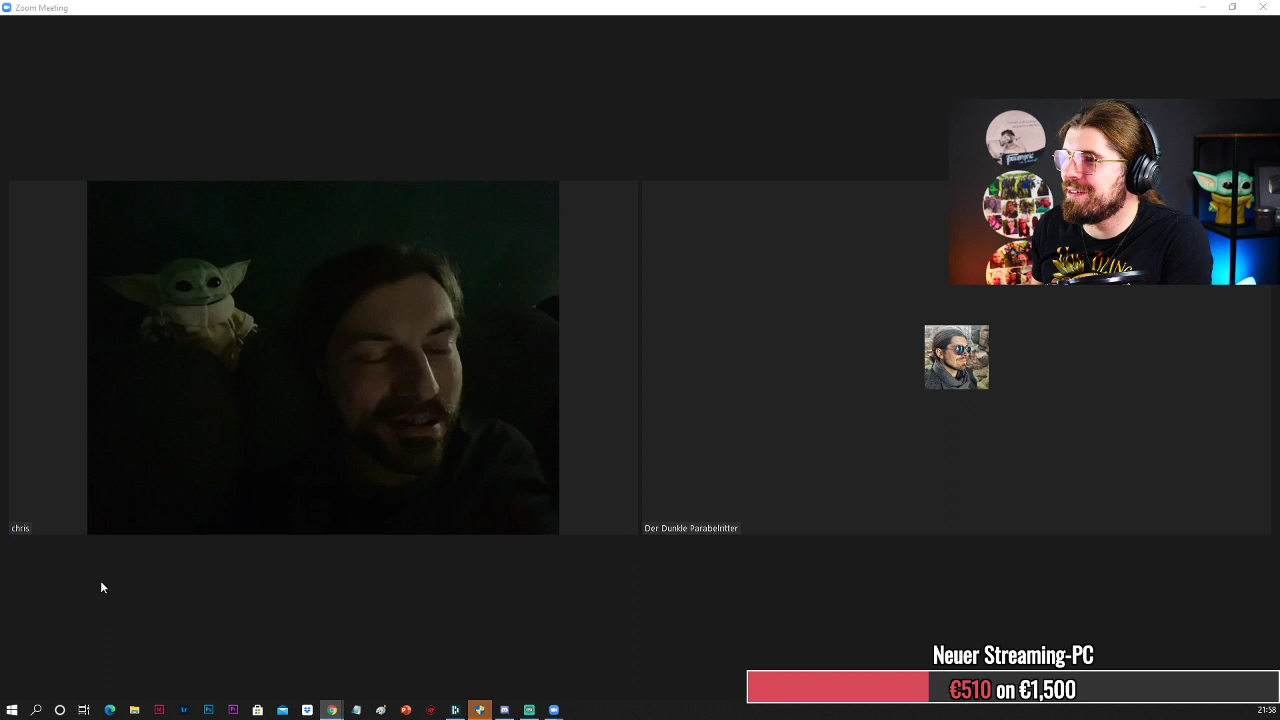 Zoom Meeting
chris
Der Dunkle Parabelritter
Neuer Streaming-PC
€510 on €1,500
21:58